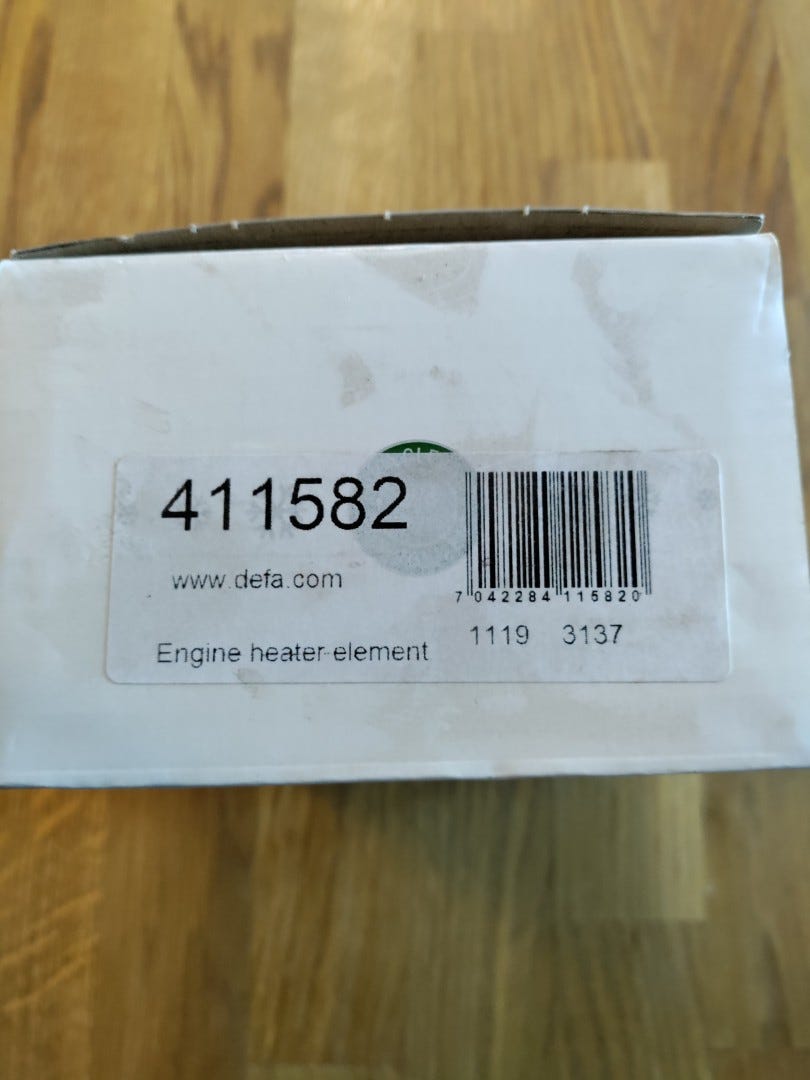 411582
www.defa.com
7 042284 115820
1119 3137
Engine heater element